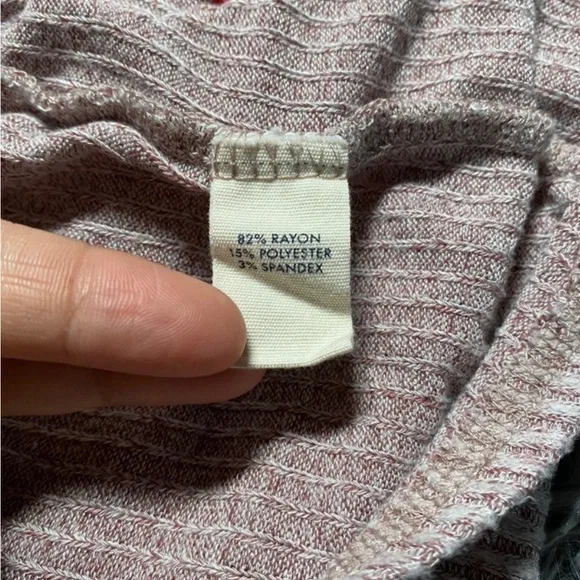 82% RAYON
15% POLYESTER
3% SPANDEX